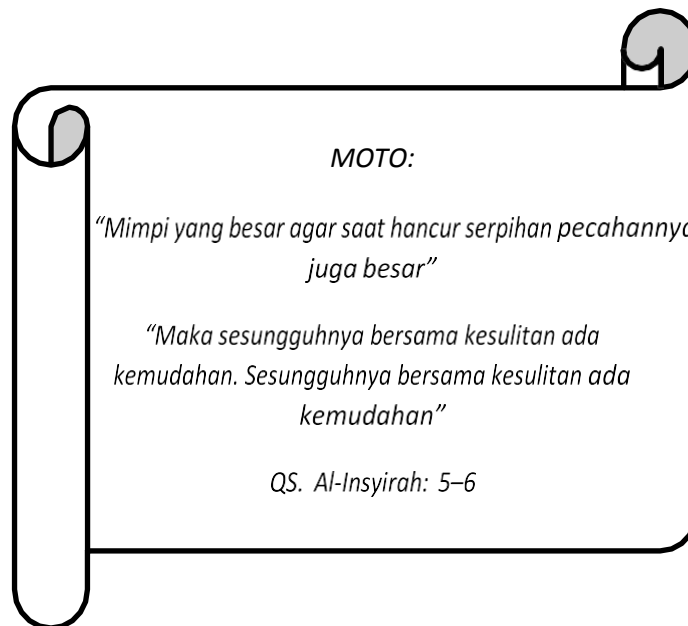 MOTO:
“Mimpi yang besar agar saat hancur serpihan pecahannya
juga besar”
“Maka sesungguhnya bersama kesulitan ada
kemudahan. Sesungguhnya bersama kesulitan ada
kemudahan”
QS. Al-Insyirah: 5–6